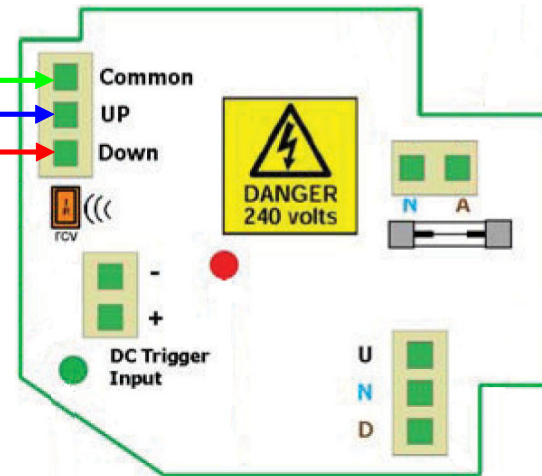 Common
UP
Down
I
R
rcv
DANGER
240 volts
N A
-
+
DC Trigger
Input
U
N
D